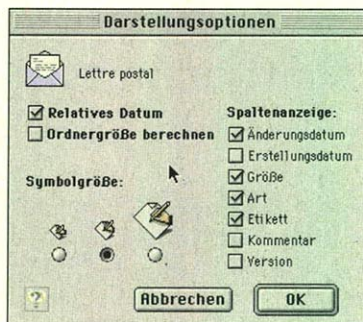 Darstellungsoptionen
Lettre postal
Relatives Datum
Ordnergröße berechnen
Symbolgröße:
Spaltenanzeige:
Änderungsdatum
Erstellungsdatum
Größe
Art
Etikett
Kommentar
Version
?
Abbrechen
OK